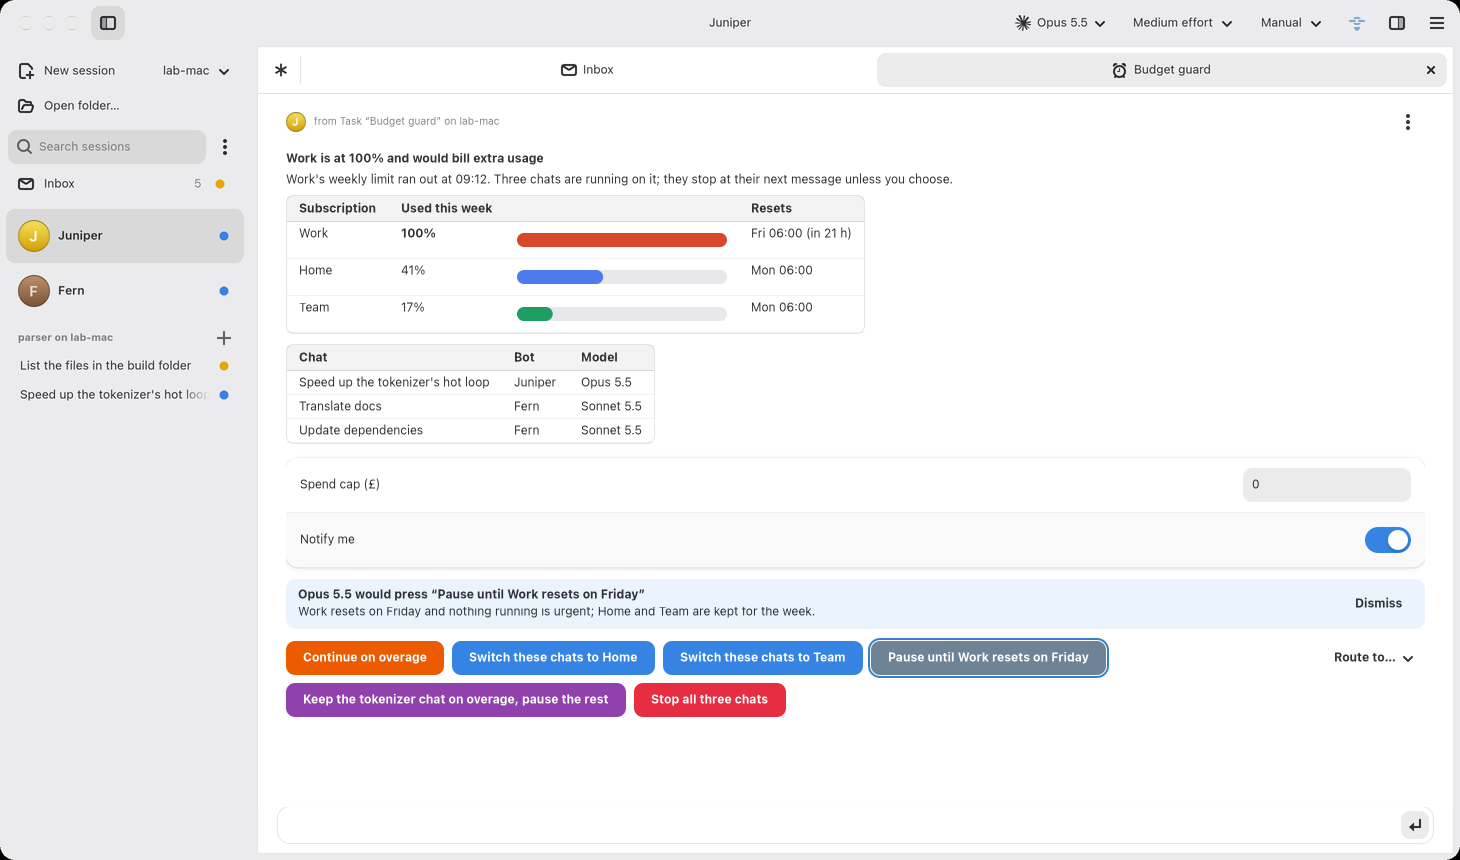 Juniper
Opus 5.5
Medium effort
Manual
New session
lab-mac
Open folder...
Search sessions
Inbox
5
J
Juniper
F
Fern
parser on lab-mac
List the files in the build folder
Speed up the tokenizer's hot loop
Inbox
Budget guard
J
from Task “Budget guard” on lab-mac
Work is at 100% and would bill extra usage
Work's weekly limit ran out at 09:12. Three chats are running on it; they stop at their next message unless you choose.
Subscription Used this week Resets
Work 100% Fri 06:00 (in 21 h)
Home 41% Mon 06:00
Team 17% Mon 06:00
Chat Bot Model
Speed up the tokenizer's hot loop Juniper Opus 5.5
Translate docs Fern Sonnet 5.5
Update dependencies Fern Sonnet 5.5
Spend cap (£) 0
Notify me
Opus 5.5 would press “Pause until Work resets on Friday”
Work resets on Friday and nothing running is urgent; Home and Team are kept for the week.
Dismiss
Continue on overage
Switch these chats to Home
Switch these chats to Team
Pause until Work resets on Friday
Route to...
Keep the tokenizer chat on overage, pause the rest
Stop all three chats